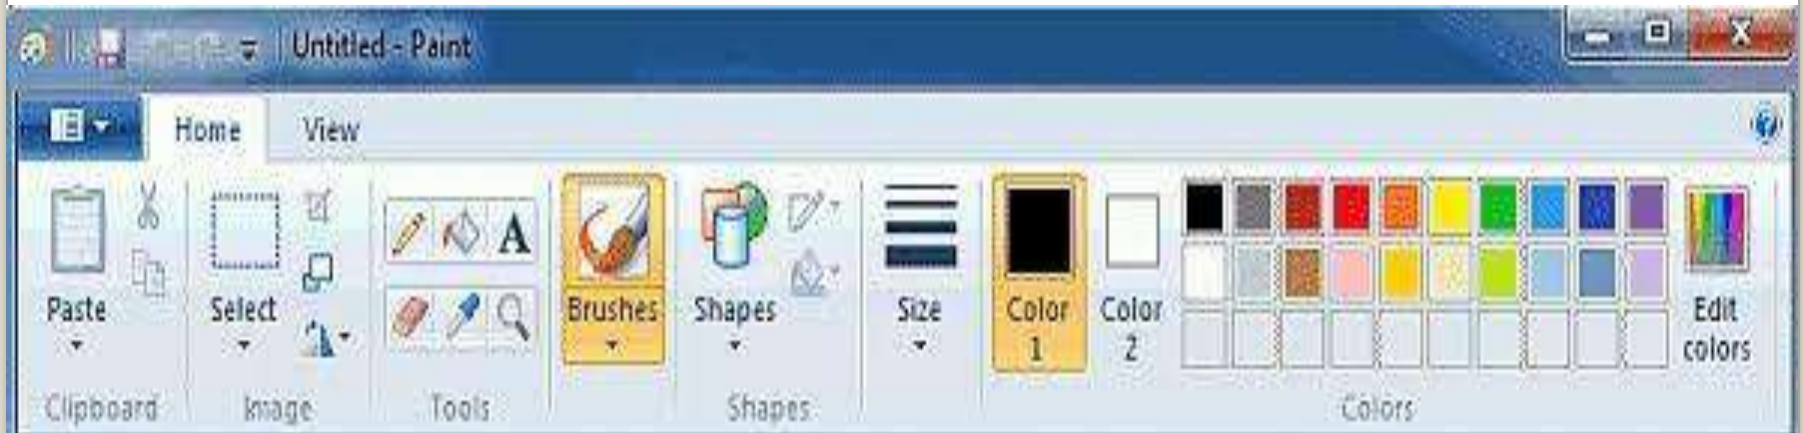 Untitled - Paint
Home View
A
Paste Select Brushes Shapes Size Color 1 Color 2 Edit colors
Clipboard Image Tools Shapes Colors